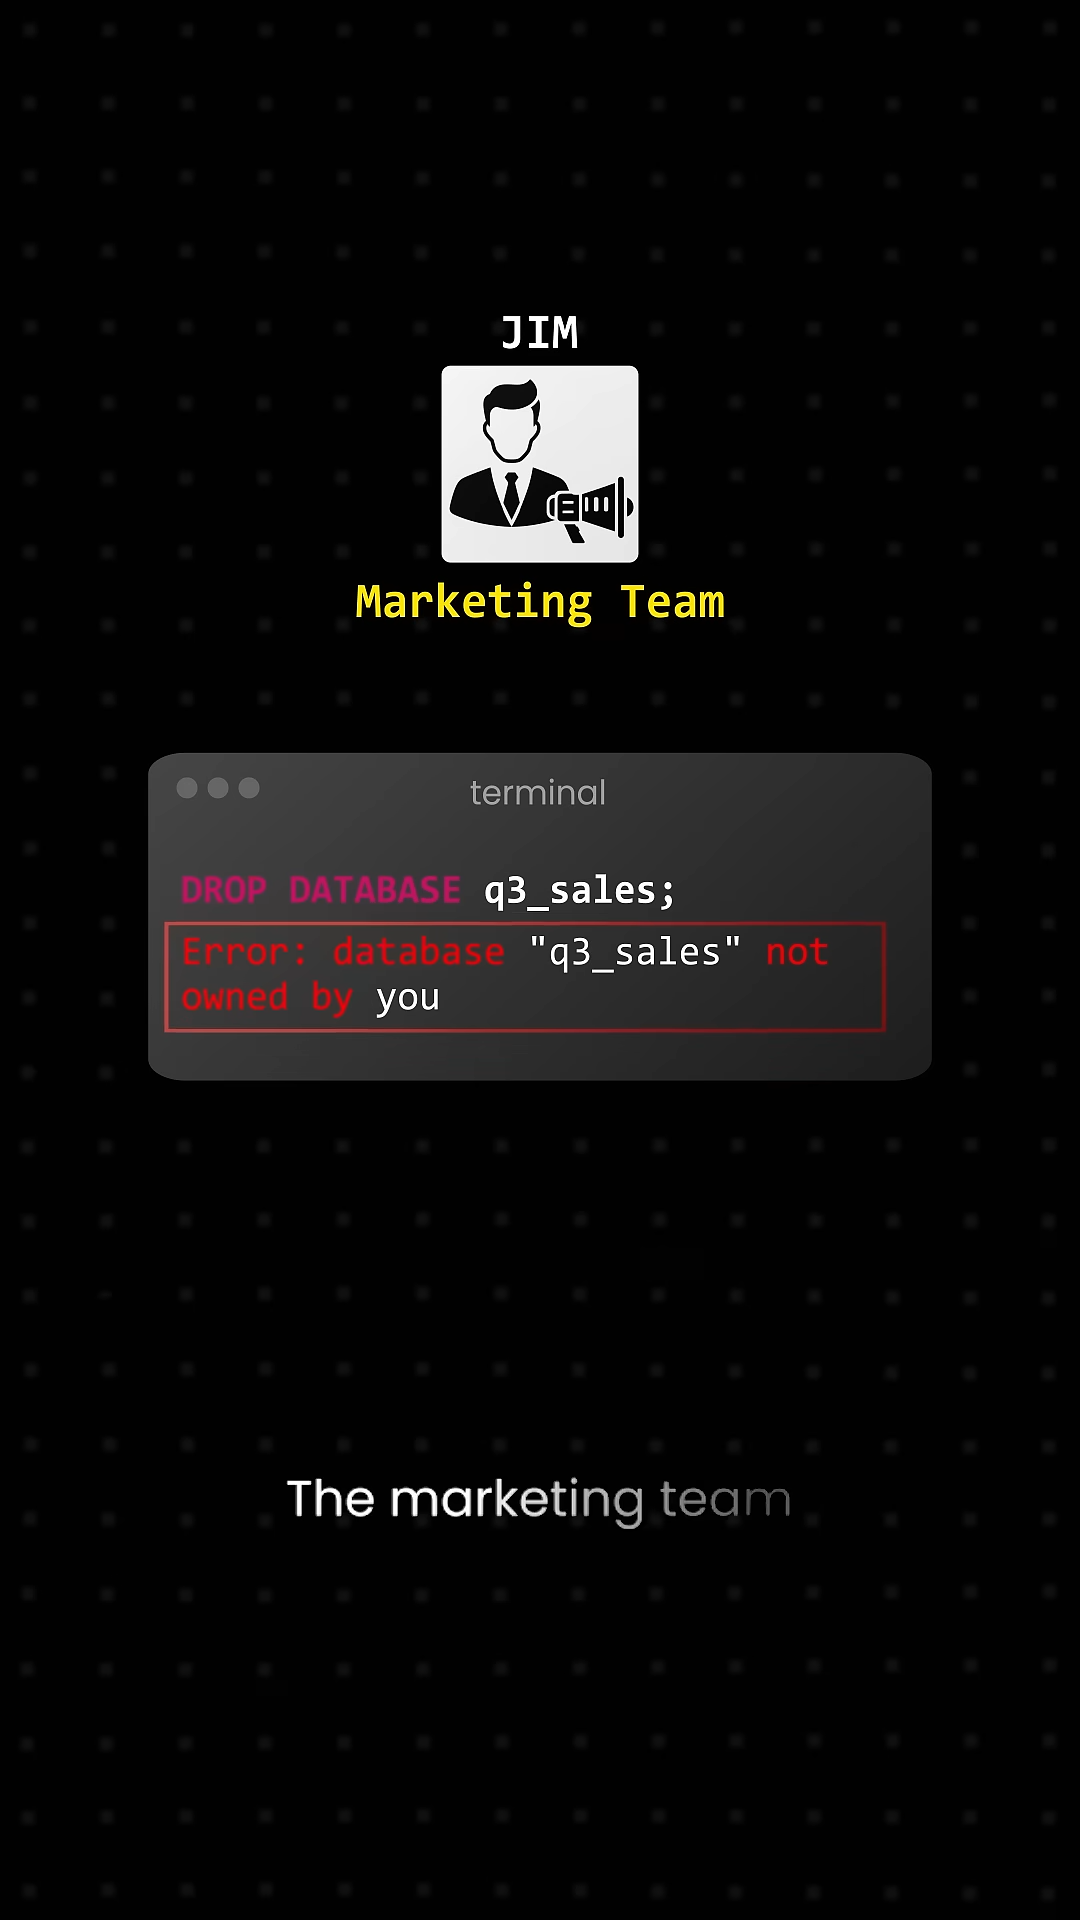 JIM
Marketing Team
terminal
DROP DATABASE q3_sales;
Error: database "q3_sales" not
owned by you
The marketing team